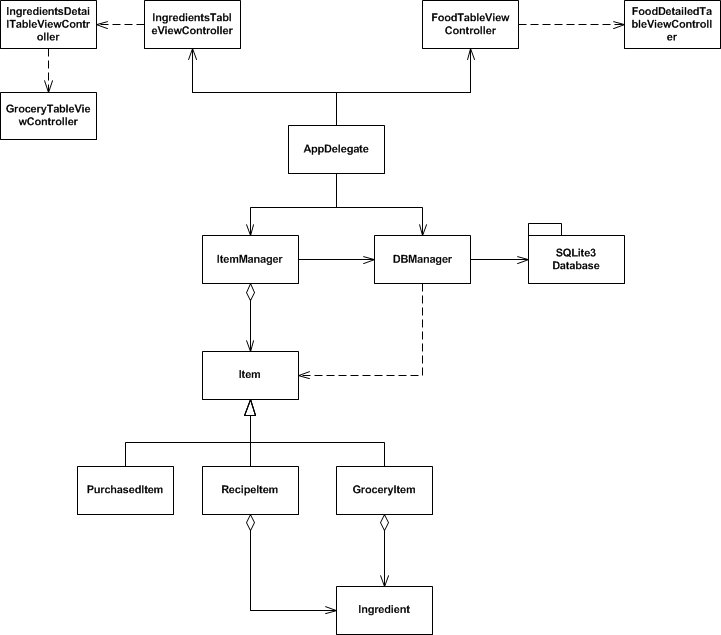 IngredientsDetai
lTableViewContr
oller
IngredientsTabl
eViewController
FoodTableView
Controller
FoodDetailedTa
bleViewControll
er
GroceryTableVie
wController
AppDelegate
ItemManager
DBManager
SQLite3
Database
Item
PurchasedItem
RecipeItem
GroceryItem
Ingredient